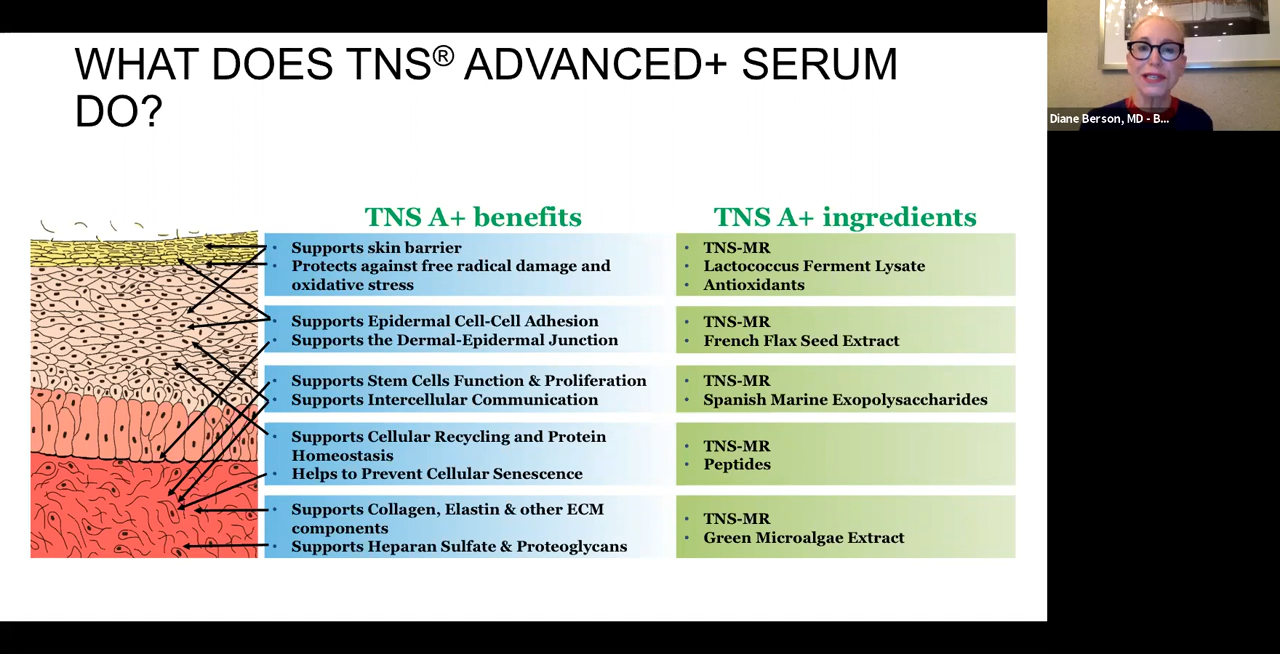 WHAT DOES TNS® ADVANCED+ SERUM
DO?
Diane Berson, MD - B...
TNS A+ benefits
TNS A+ ingredients
• Supports skin barrier
• Protects against free radical damage and
oxidative stress
• TNS-MR
• Lactococcus Ferment Lysate
• Antioxidants
• Supports Epidermal Cell-Cell Adhesion
• Supports the Dermal-Epidermal Junction
• TNS-MR
• French Flax Seed Extract
• Supports Stem Cells Function & Proliferation
• Supports Intercellular Communication
• TNS-MR
• Spanish Marine Exopolysaccharides
• Supports Cellular Recycling and Protein
Homeostasis
• Helps to Prevent Cellular Senescence
• TNS-MR
• Peptides
• Supports Collagen, Elastin & other ECM
components
• Supports Heparan Sulfate & Proteoglycans
• TNS-MR
• Green Microalgae Extract